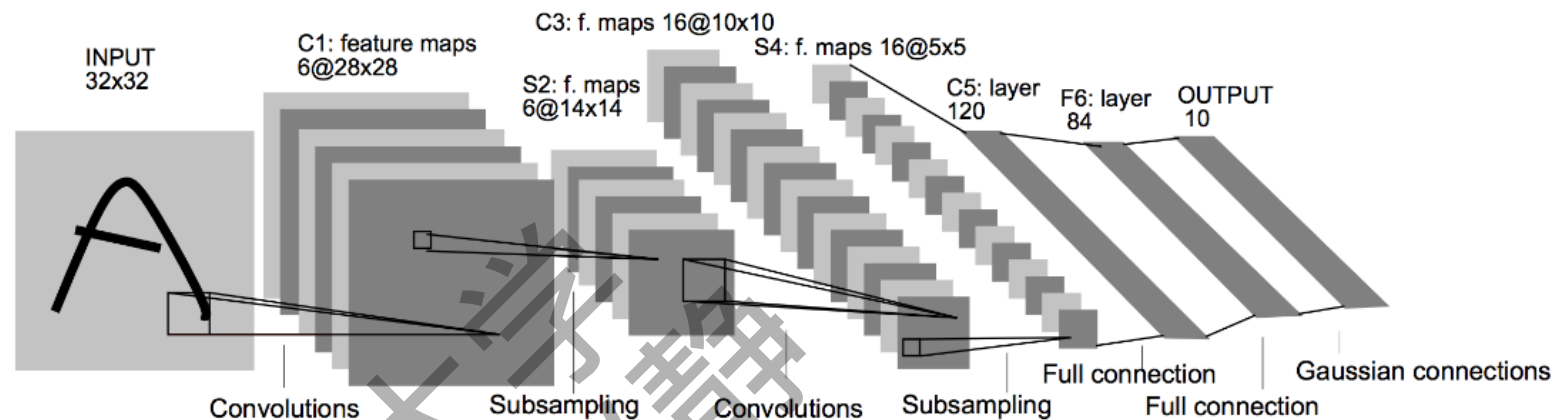 INPUT
32x32
C1: feature maps
6@28x28
S2: f. maps
6@14x14
C3: f. maps 16@10x10
S4: f. maps 16@5x5
C5: layer
120
F6: layer
84
OUTPUT
10
A
Convolutions
Subsampling
Convolutions
Subsampling
Full connection
Full connection
Gaussian connections